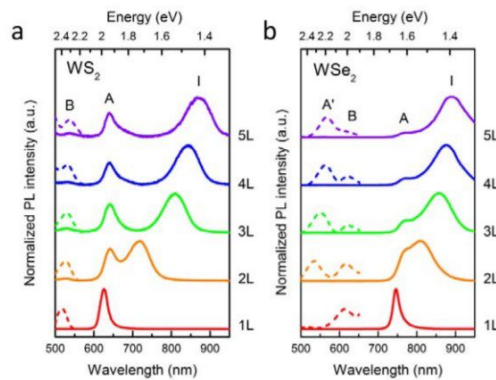 a
Energy (eV)
2.4 2.2 2 1.8 1.6 1.4
WS2
B
A
I
5L
4L
3L
2L
1L
Normalized PL intensity (a.u.)
500 600 700 800 900
Wavelength (nm)
b
Energy (eV)
2.4 2.2 2 1.8 1.6 1.4
WSe2
A'
B
A
I
5L
4L
3L
2L
1L
Normalized PL intensity (a.u.)
500 600 700 800 900
Wavelength (nm)